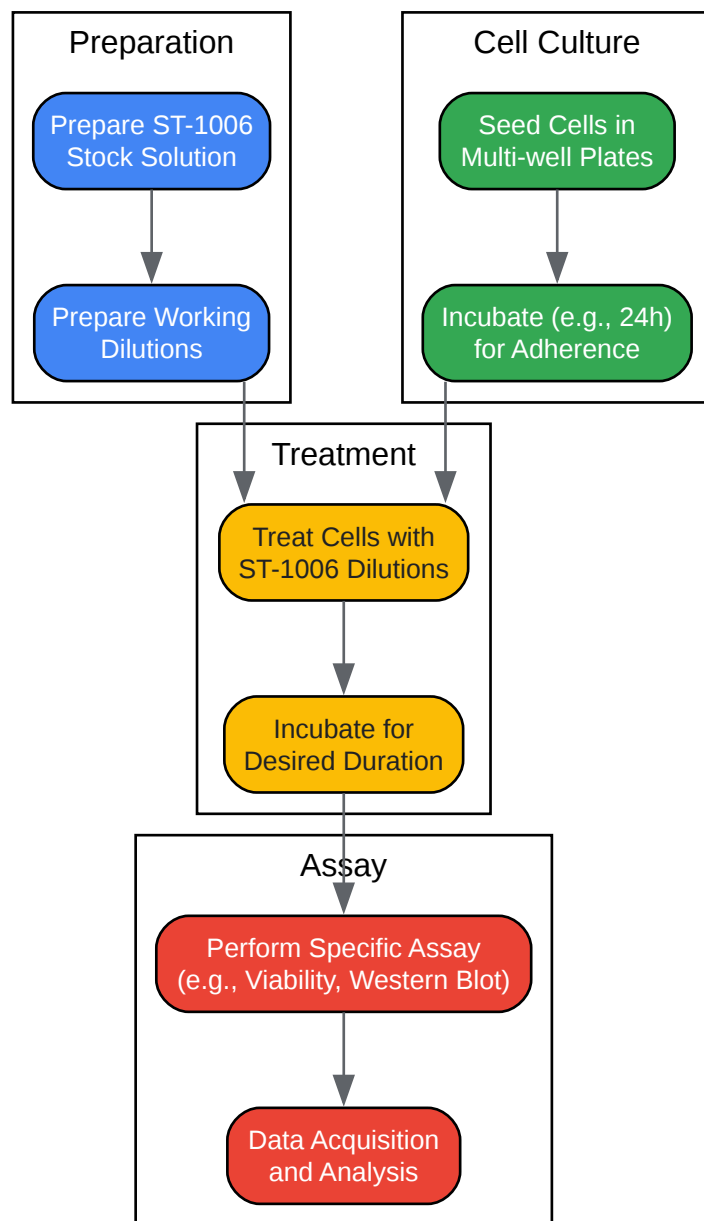 Preparation
Prepare ST-1006
Stock Solution
Prepare Working
Dilutions
Cell Culture
Seed Cells in
Multi-well Plates
Incubate (e.g., 24h)
for Adherence
Treatment
Treat Cells with
ST-1006 Dilutions
Incubate for
Desired Duration
Assay
Perform Specific Assay
(e.g., Viability, Western Blot)
Data Acquisition
and Analysis